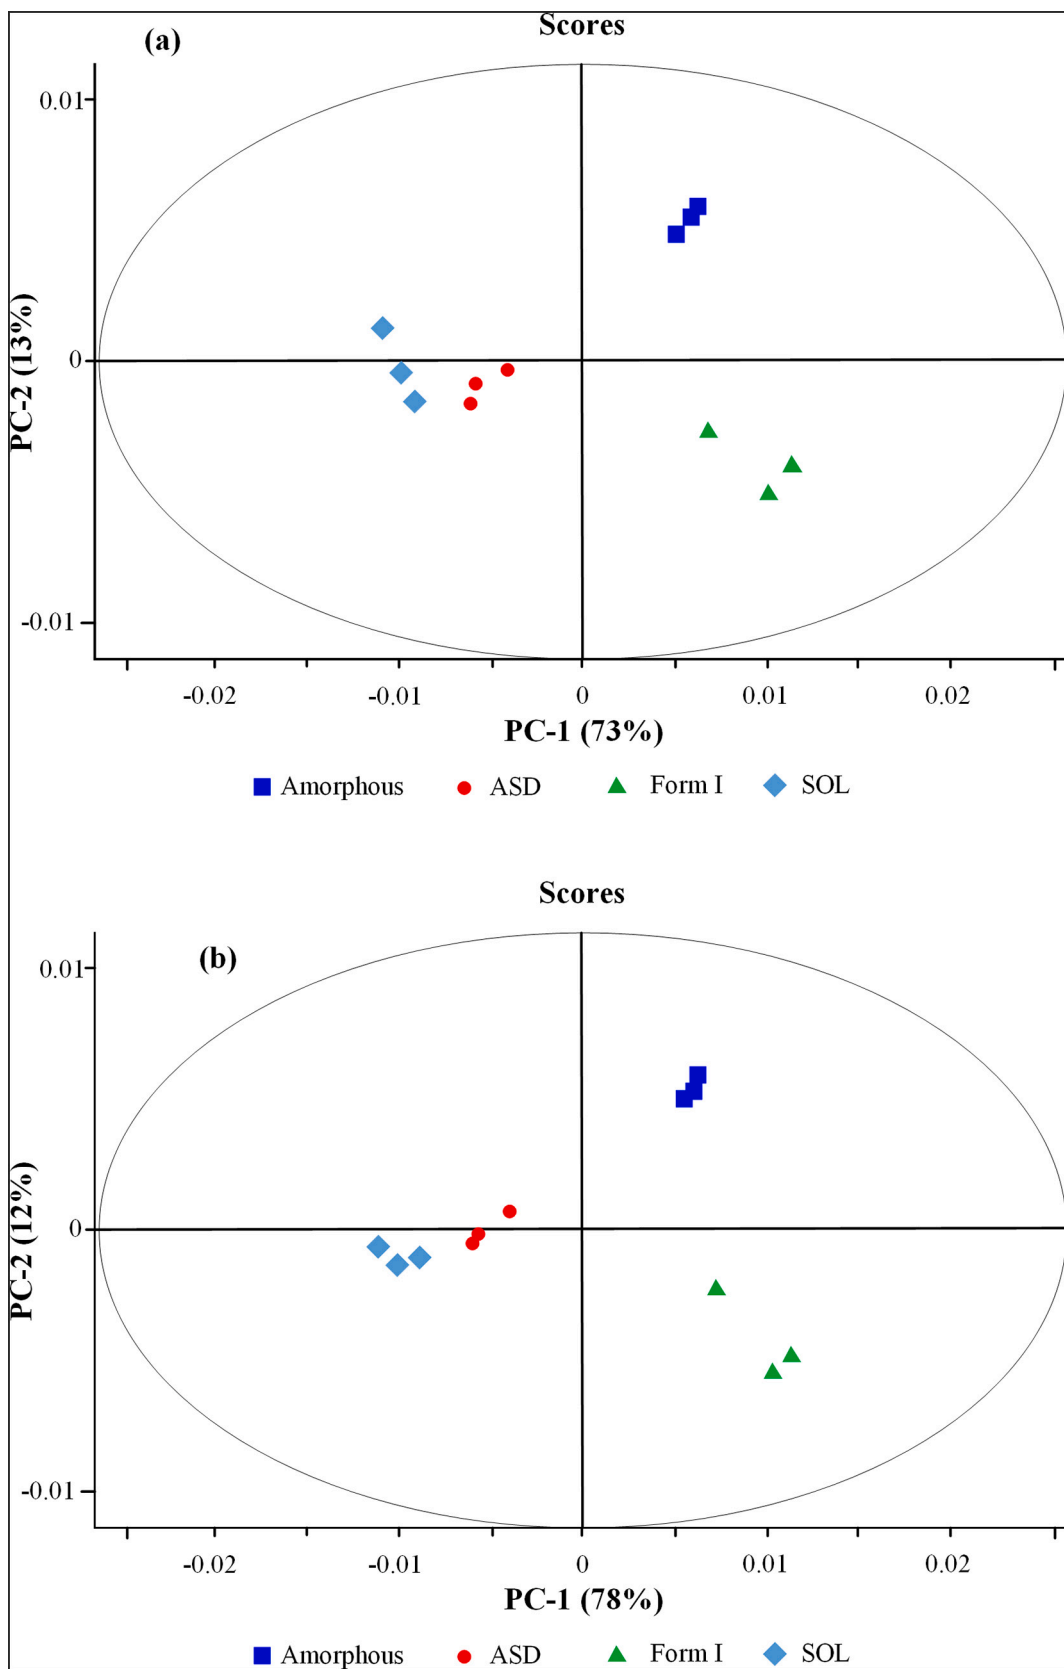 Scores
(a)
0.01
0
-0.01
PC-2 (13%)
-0.02 -0.01 0 0.01 0.02
PC-1 (73%)
Amorphous ASD Form I SOL
Scores
(b)
0.01
0
-0.01
PC-2 (12%)
-0.02 -0.01 0 0.01 0.02
PC-1 (78%)
Amorphous ASD Form I SOL